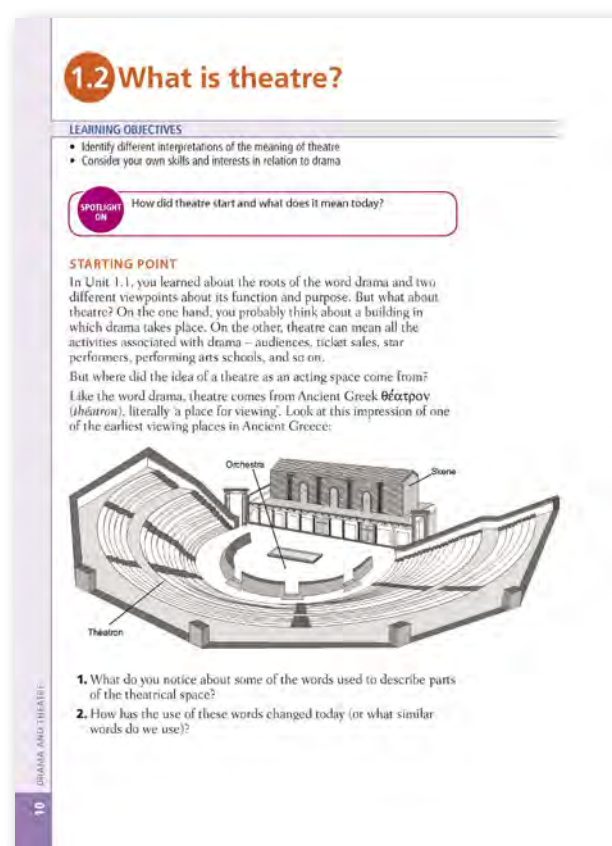 1.2 What is theatre?
LEARNING OBJECTIVES
• Identify different interpretations of the meaning of theatre
• Consider your own skills and interests in relation to drama
SPOTLIGHT
ON
How did theatre start and what does it mean today?
STARTING POINT
In Unit 1.1, you learned about the roots of the word drama and two
different viewpoints about its function and purpose. But what about
theatre? On the one hand, you probably think about a building in
which drama takes place. On the other, theatre can mean all the
activities associated with drama – audiences, ticket sales, star
performers, performing arts schools, and so on.
But where did the idea of a theatre as an acting space come from?
Like the word drama, theatre comes from Ancient Greek θέατρον
(théatron), literally 'a place for viewing'. Look at this impression of one
of the earliest viewing places in Ancient Greece:
Orchestra
Skene
Theatron
1. What do you notice about some of the words used to describe parts
of the theatrical space?
2. How has the use of these words changed today (or what similar
words do we use)?
DRAMA AND THEATRE
10